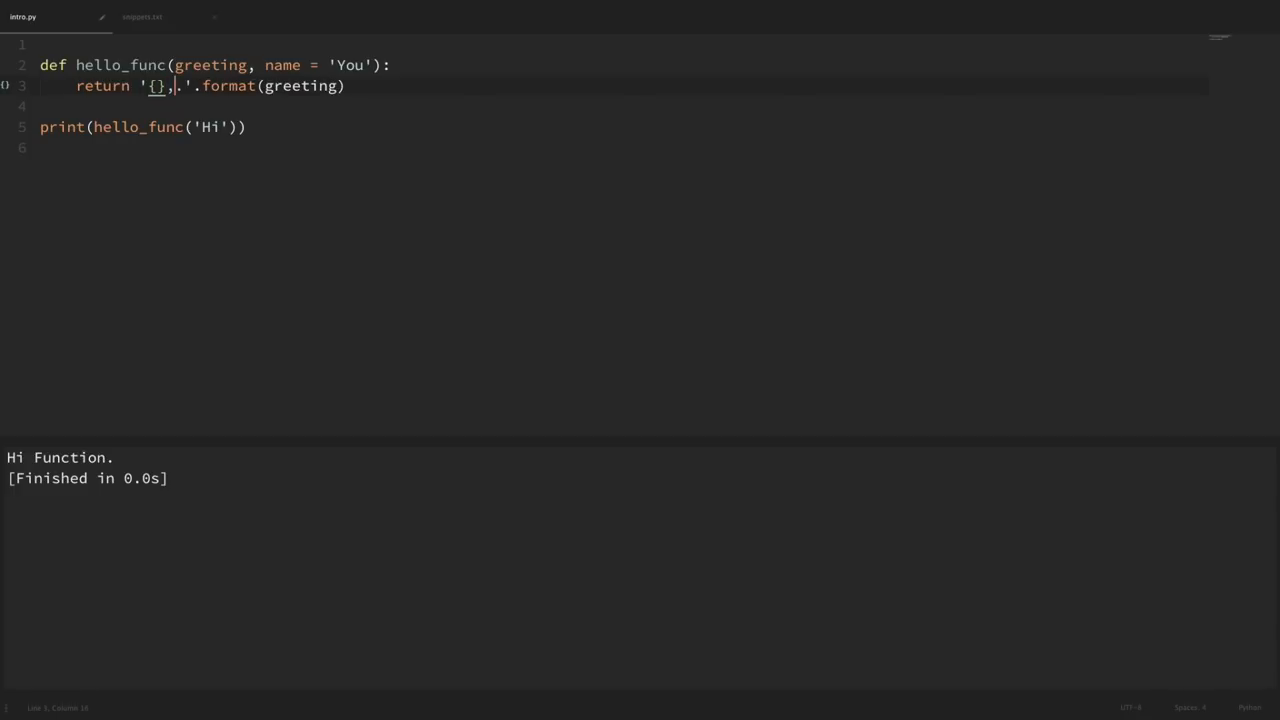 intro.py snippets.txt
1
2 def hello_func(greeting, name = 'You'):
{} 3     return '{},.'.format(greeting)
4
5 print(hello_func('Hi'))
6
Hi Function.
[Finished in 0.0s]
Line 3, Column 16 UTF-8 Spaces: 4 Python